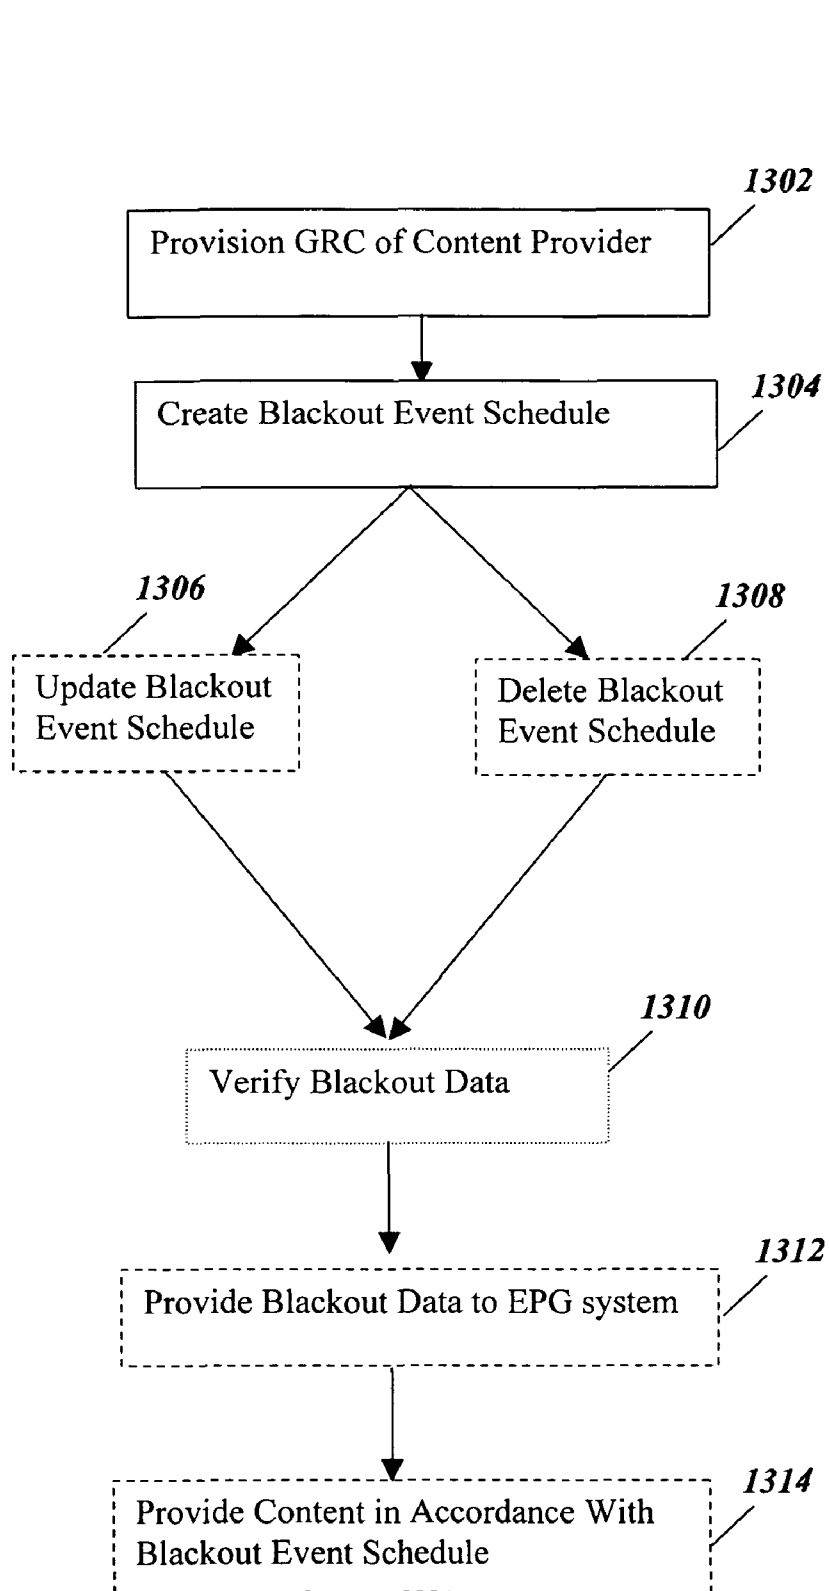 1302
Provision GRC of Content Provider
1304
Create Blackout Event Schedule
1306
1308
Update Blackout
Event Schedule
Delete Blackout
Event Schedule
1310
Verify Blackout Data
1312
Provide Blackout Data to EPG system
1314
Provide Content in Accordance With
Blackout Event Schedule